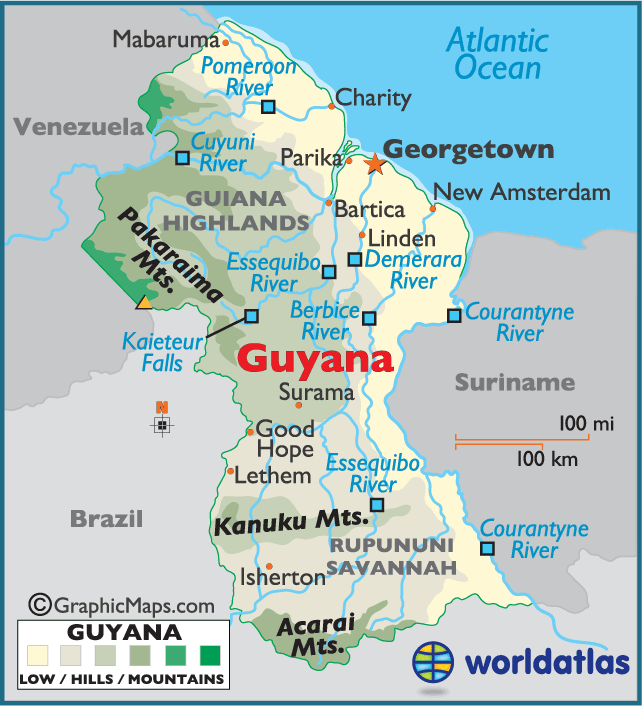 Mabaruma
Atlantic
Ocean
Pomeroon
River
Charity
Venezuela
Cuyuni
River
Parika
Georgetown
GUIANA
HIGHLANDS
New Amsterdam
Bartica
Pakaraima
Mts.
Linden
Essequibo
River
Demerara
River
Berbice
River
Courantyne
River
Kaieteur
Falls
Guyana
Suriname
Surama
N
Good
Hope
100 mi
100 km
Lethem
Essequibo
River
Brazil
Kanuku Mts.
Courantyne
River
RUPUNUNI
SAVANNAH
Isherton
©GraphicMaps.com
Acarai
Mts.
GUYANA
LOW / HILLS / MOUNTAINS
worldatlas